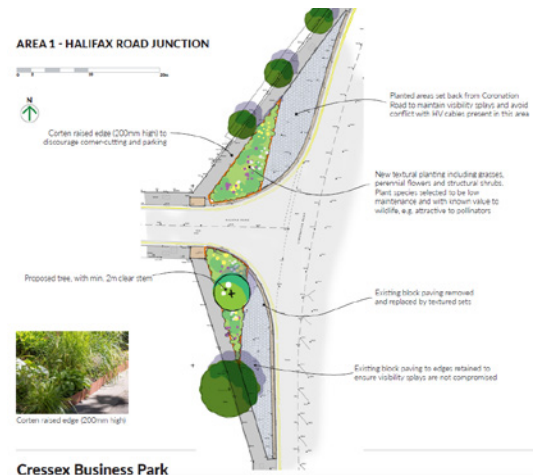 AREA 1 - HALIFAX ROAD JUNCTION
N
Planted areas set back from Coronation
Road to maintain visibility splays and avoid
conflict with HV cables present in this area
Corten raised edge (200mm high) to
discourage corner-cutting and parking
New textural planting including grasses,
perennial flowers and structural shrubs.
Plant species selected to be low
maintenance and with known value to
wildlife, e.g. attractive to pollinators
Proposed tree, with min. 2m clear stem
Existing block paving removed
and replaced by textured sets
Existing block paving to edges retained to
ensure visibility splays are not compromised
Corten raised edge (200mm high)
Cressex Business Park